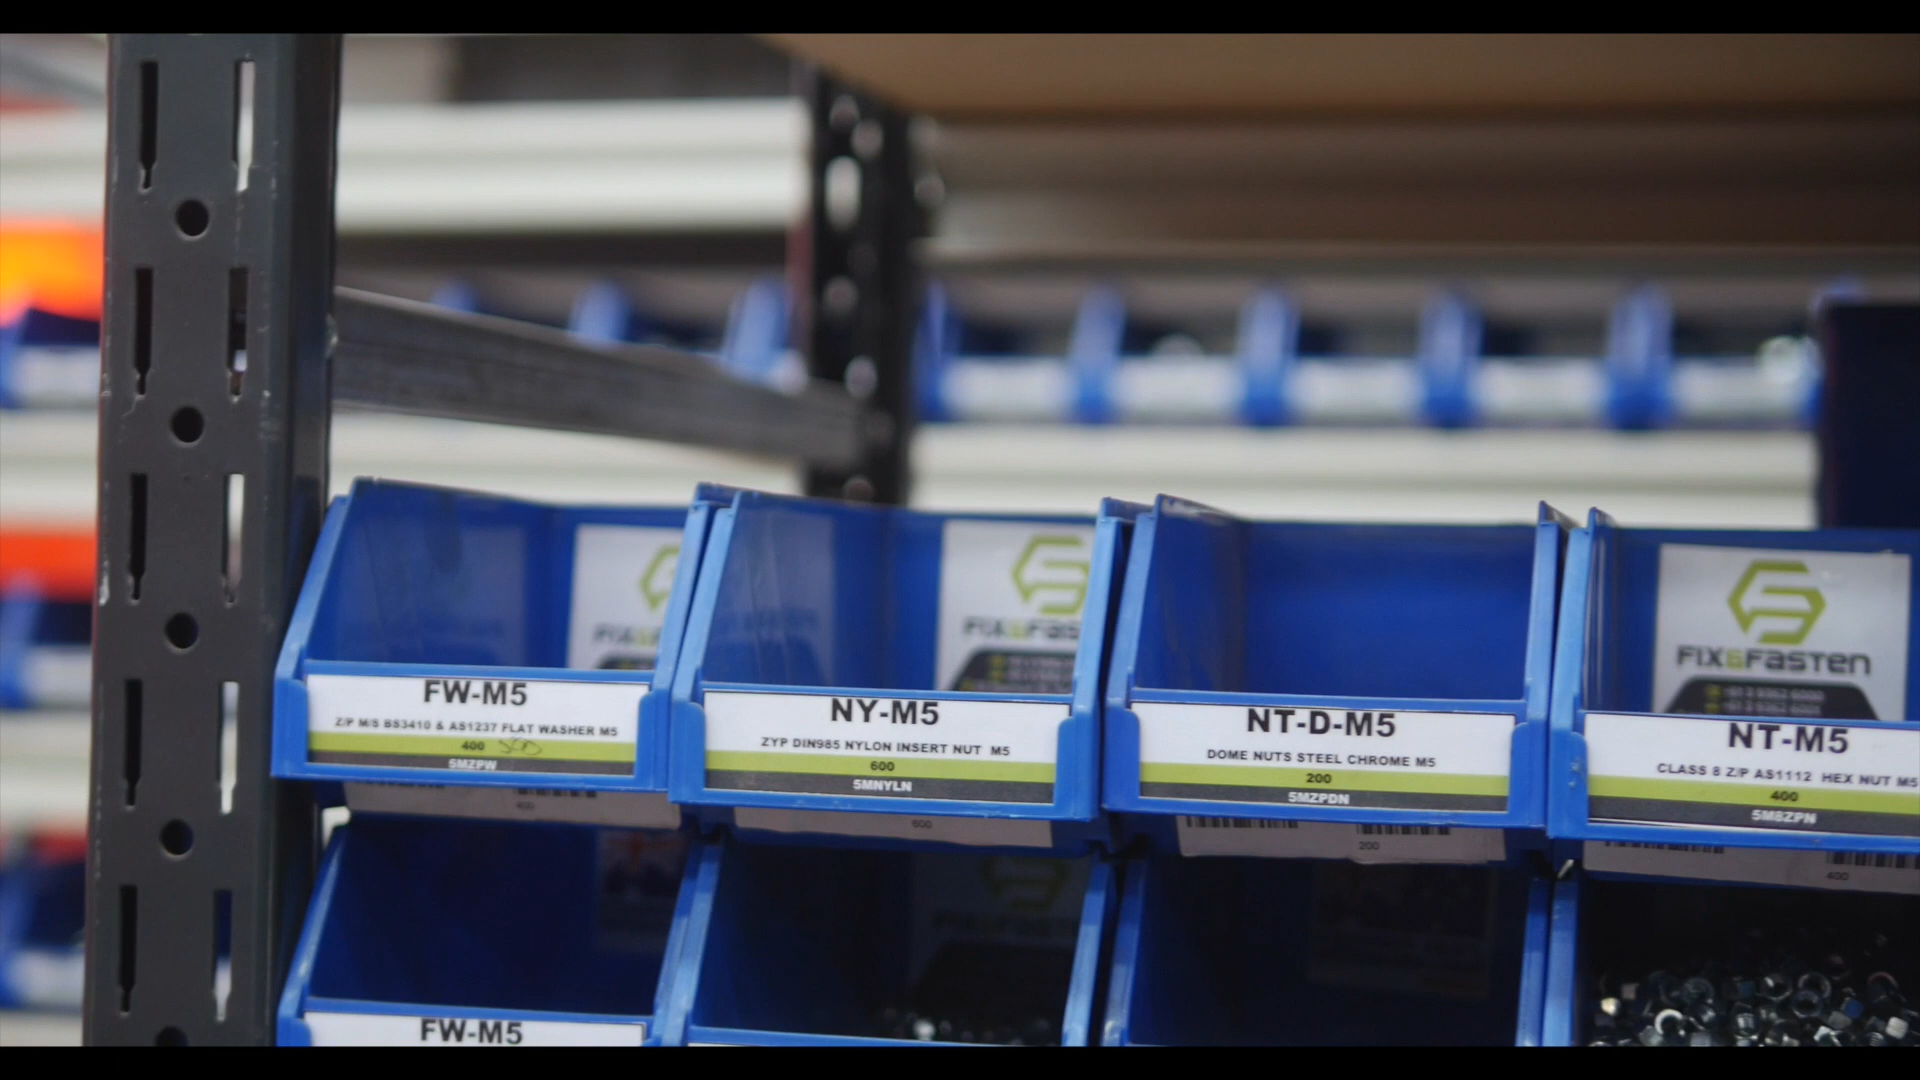 FIX&FASTEN
FW-M5
Z/P M/S BS3410 & AS1237 FLAT WASHER M5
400
5MZPW
400
NY-M5
ZYP DIN985 NYLON INSERT NUT M5
600
5MNYLN
600
NT-D-M5
DOME NUTS STEEL CHROME M5
200
5MZPDN
200
NT-M5
CLASS 8 Z/P AS1112 HEX NUT M5
400
5M8ZPN
400
FIX&FASTEN
FW-M5